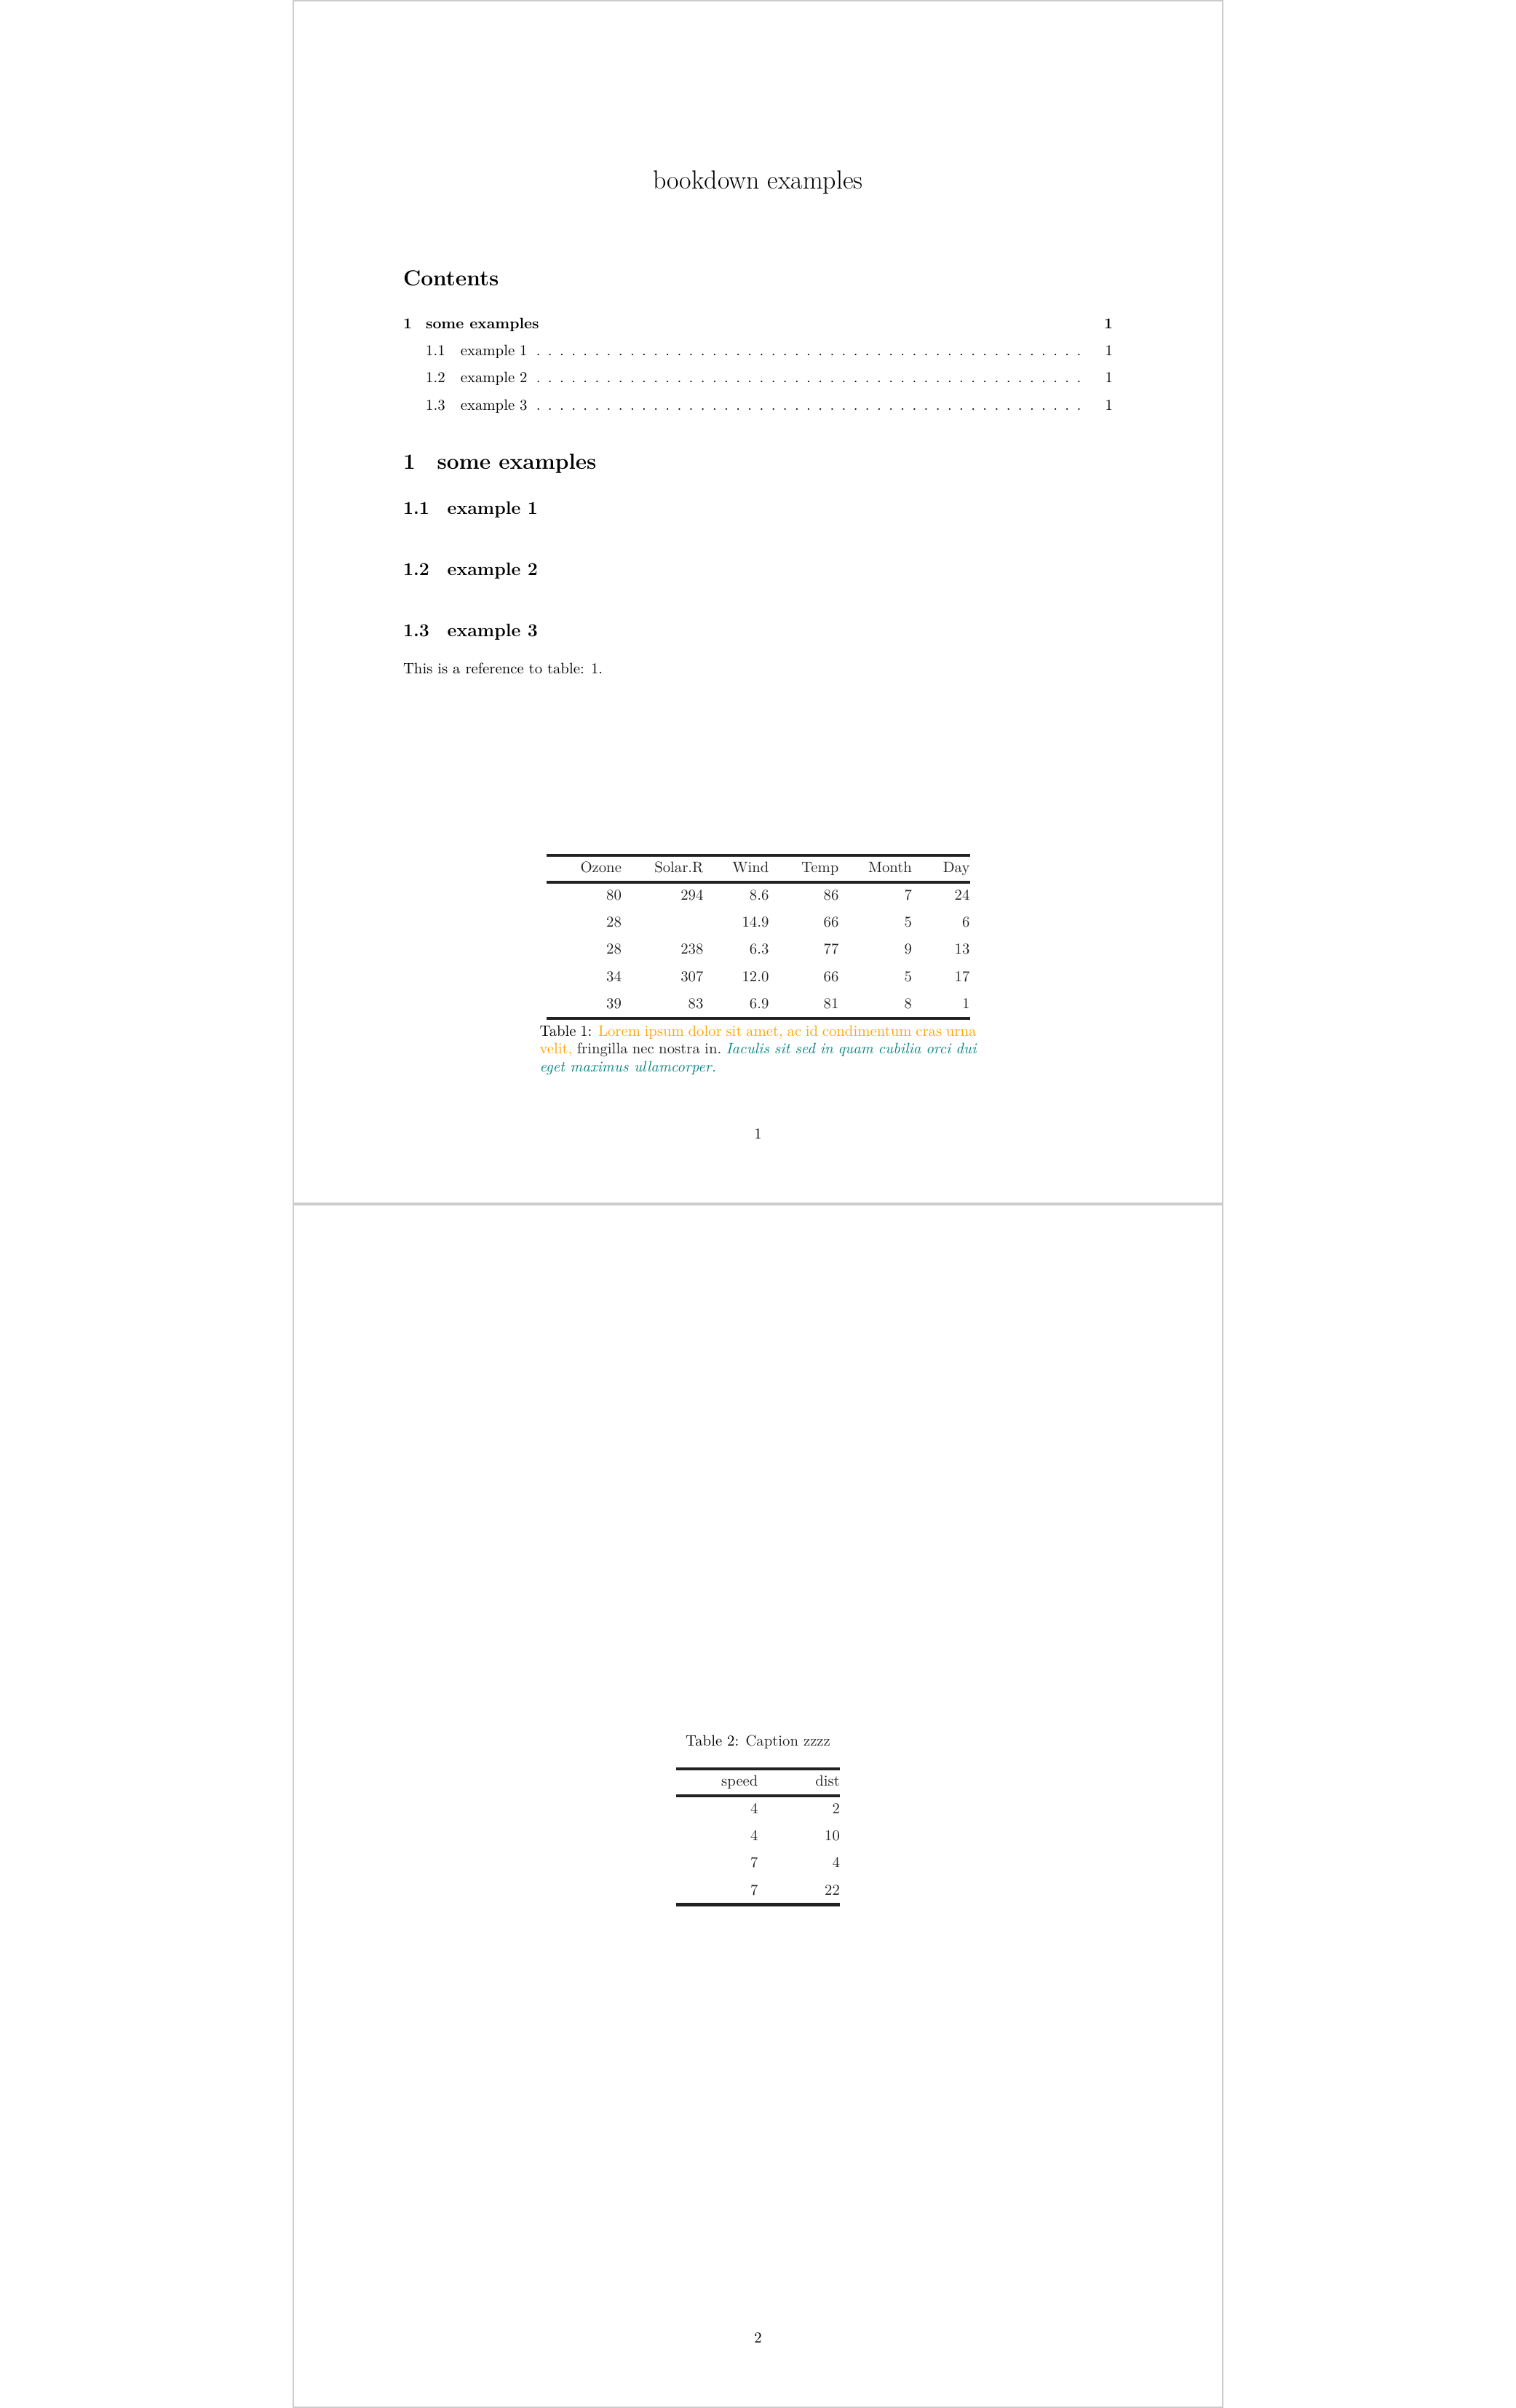 bookdown examples
Contents
1 some examples 1
1.1 example 1 . . . . . . . . . . . . . . . . . . . . . . . . . . . . . . . . . . . . . . . . . . . . . . . 1
1.2 example 2 . . . . . . . . . . . . . . . . . . . . . . . . . . . . . . . . . . . . . . . . . . . . . . . 1
1.3 example 3 . . . . . . . . . . . . . . . . . . . . . . . . . . . . . . . . . . . . . . . . . . . . . . . 1
1 some examples
1.1 example 1
1.2 example 2
1.3 example 3
This is a reference to table: 1.
Ozone Solar.R Wind Temp Month Day
80 294 8.6 86 7 24
28 14.9 66 5 6
28 238 6.3 77 9 13
34 307 12.0 66 5 17
39 83 6.9 81 8 1
Table 1: Lorem ipsum dolor sit amet, ac id condimentum cras urna
velit, fringilla nec nostra in. Iaculis sit sed in quam cubilia orci dui
eget maximus ullamcorper.
1
Table 2: Caption zzzz
speed dist
4 2
4 10
7 4
7 22
2